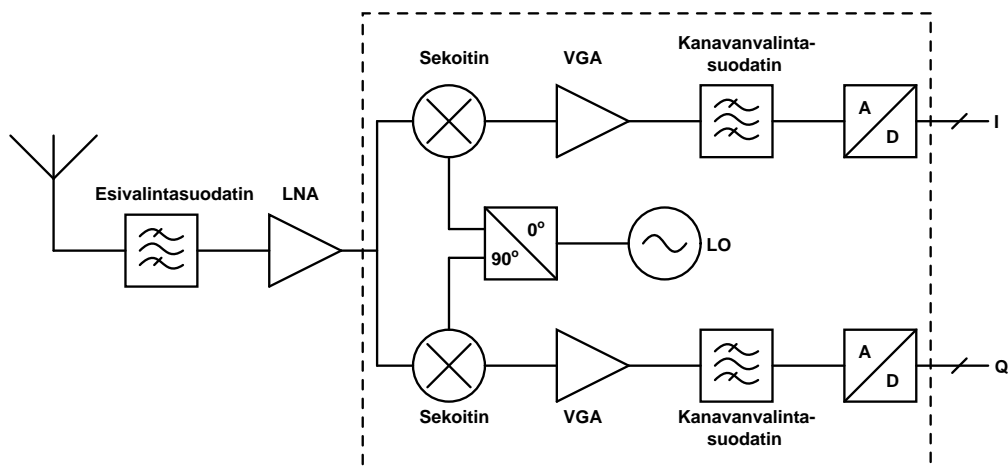 Sekoitin
VGA
Kanavanvalinta-
suodatin
A
D
I
Esivalintasuodatin
LNA
0°
90°
LO
A
D
Q
Sekoitin
VGA
Kanavanvalinta-
suodatin